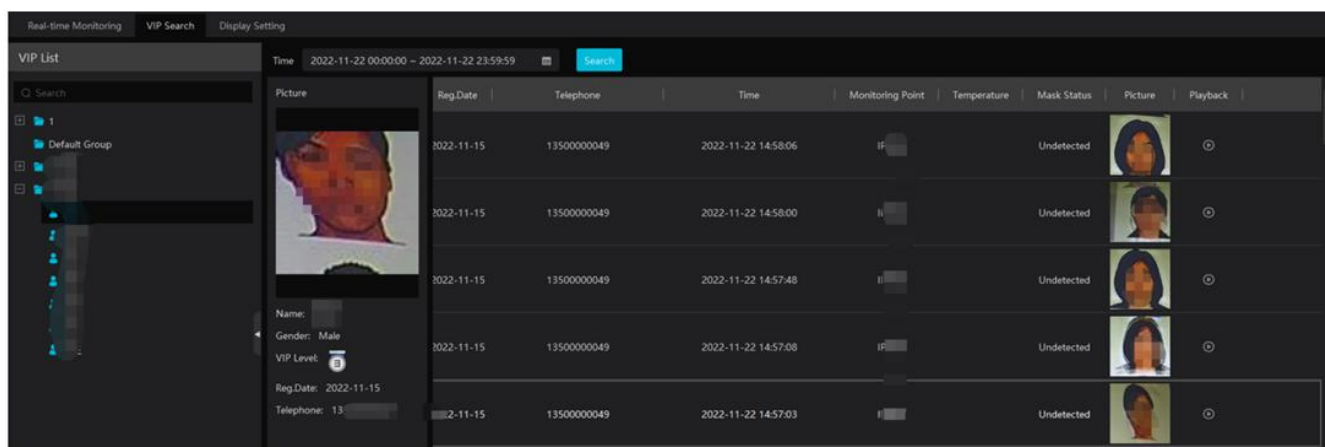 Real-time Monitoring VIP Search Display Setting
VIP List
Time 2022-11-22 00:00:00 ~ 2022-11-22 23:59:59 Search
Search
1
Default Group
Picture
Name:
Gender: Male
VIP Level: 3
Reg.Date: 2022-11-15
Telephone: 13
Reg.Date Telephone Time Monitoring Point Temperature Mask Status Picture Playback
2022-11-15 13500000049 2022-11-22 14:58:06 Undetected
2022-11-15 13500000049 2022-11-22 14:58:00 Undetected
2022-11-15 13500000049 2022-11-22 14:57:48 Undetected
2022-11-15 13500000049 2022-11-22 14:57:08 Undetected
2-11-15 13500000049 2022-11-22 14:57:03 Undetected